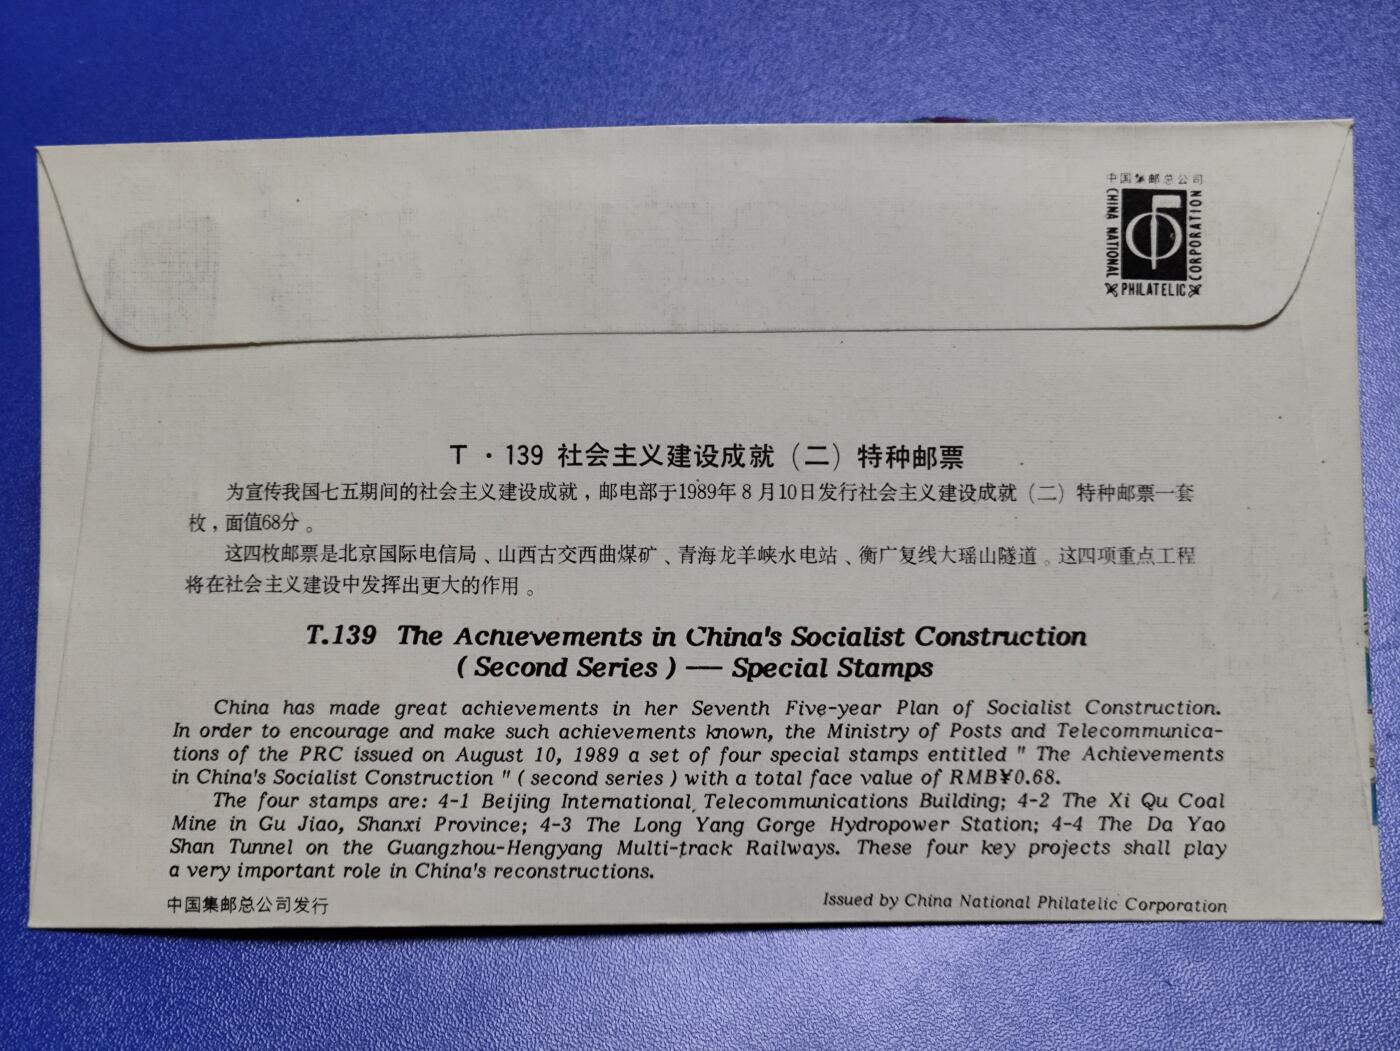 中国集邮总公司
CHINA NATIONAL
PHILATELIC
CORPORATION
T · 139 社会主义建设成就（二）特种邮票
为宣传我国七五期间的社会主义建设成就，邮电部于1989年8月10日发行社会主义建设成就（二）特种邮票一套
枚，面值68分。
这四枚邮票是北京国际电信局、山西古交西曲煤矿、青海龙羊峡水电站、衡广复线大瑶山隧道。这四项重点工程
将在社会主义建设中发挥出更大的作用。
T.139 The Achievements in China's Socialist Construction
( Second Series ) — Special Stamps
China has made great achievements in her Seventh Five-year Plan of Socialist Construction.
In order to encourage and make such achievements known, the Ministry of Posts and Telecommunica-
tions of the PRC issued on August 10, 1989 a set of four special stamps entitled " The Achievements
in China's Socialist Construction " ( second series ) with a total face value of RMB¥0.68.
The four stamps are: 4-1 Beijing International Telecommunications Building; 4-2 The Xi Qu Coal
Mine in Gu Jiao, Shanxi Province; 4-3 The Long Yang Gorge Hydropower Station; 4-4 The Da Yao
Shan Tunnel on the Guangzhou-Hengyang Multi-track Railways. These four key projects shall play
a very important role in China's reconstructions.
中国集邮总公司发行
Issued by China National Philatelic Corporation